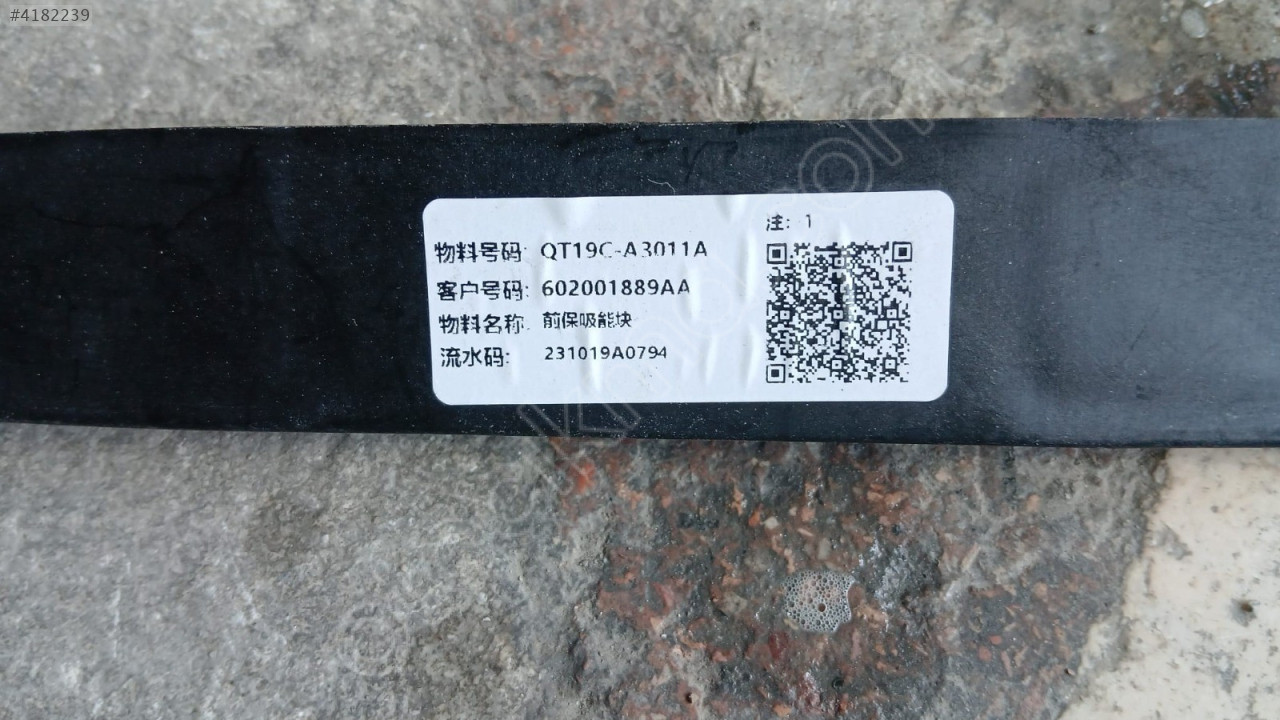 #4182239
注: 1
物料号码: QT19C-A3011A
客户号码: 602001889AA
物料名称: 前保吸能块
流水码: 231019A0794